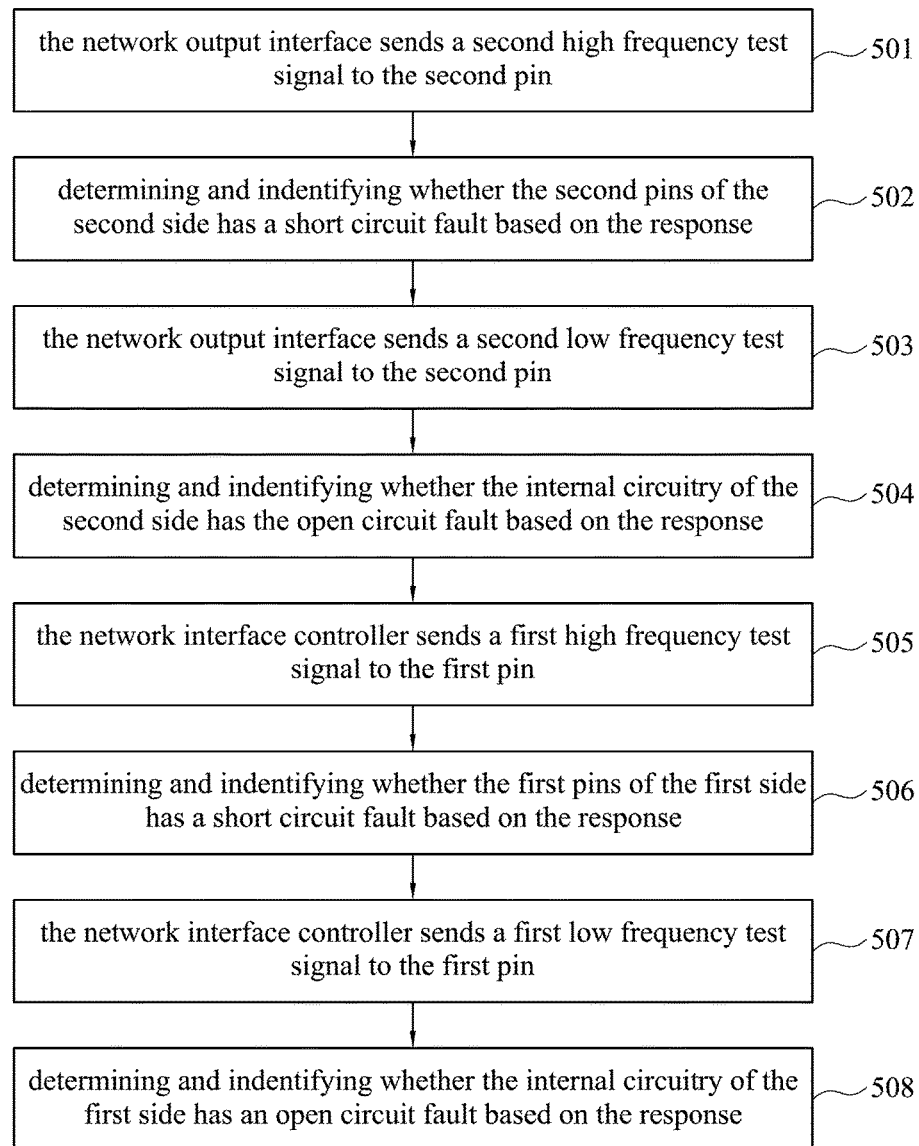 the network output interface sends a second high frequency test
signal to the second pin
501
determining and indentifying whether the second pins of the
second side has a short circuit fault based on the response
502
the network output interface sends a second low frequency test
signal to the second pin
503
determining and indentifying whether the internal circuitry of the
second side has the open circuit fault based on the response
504
the network interface controller sends a first high frequency test
signal to the first pin
505
determining and indentifying whether the first pins of the first side
has a short circuit fault based on the response
506
the network interface controller sends a first low frequency test
signal to the first pin
507
determining and indentifying whether the internal circuitry of the
first side has an open circuit fault based on the response
508